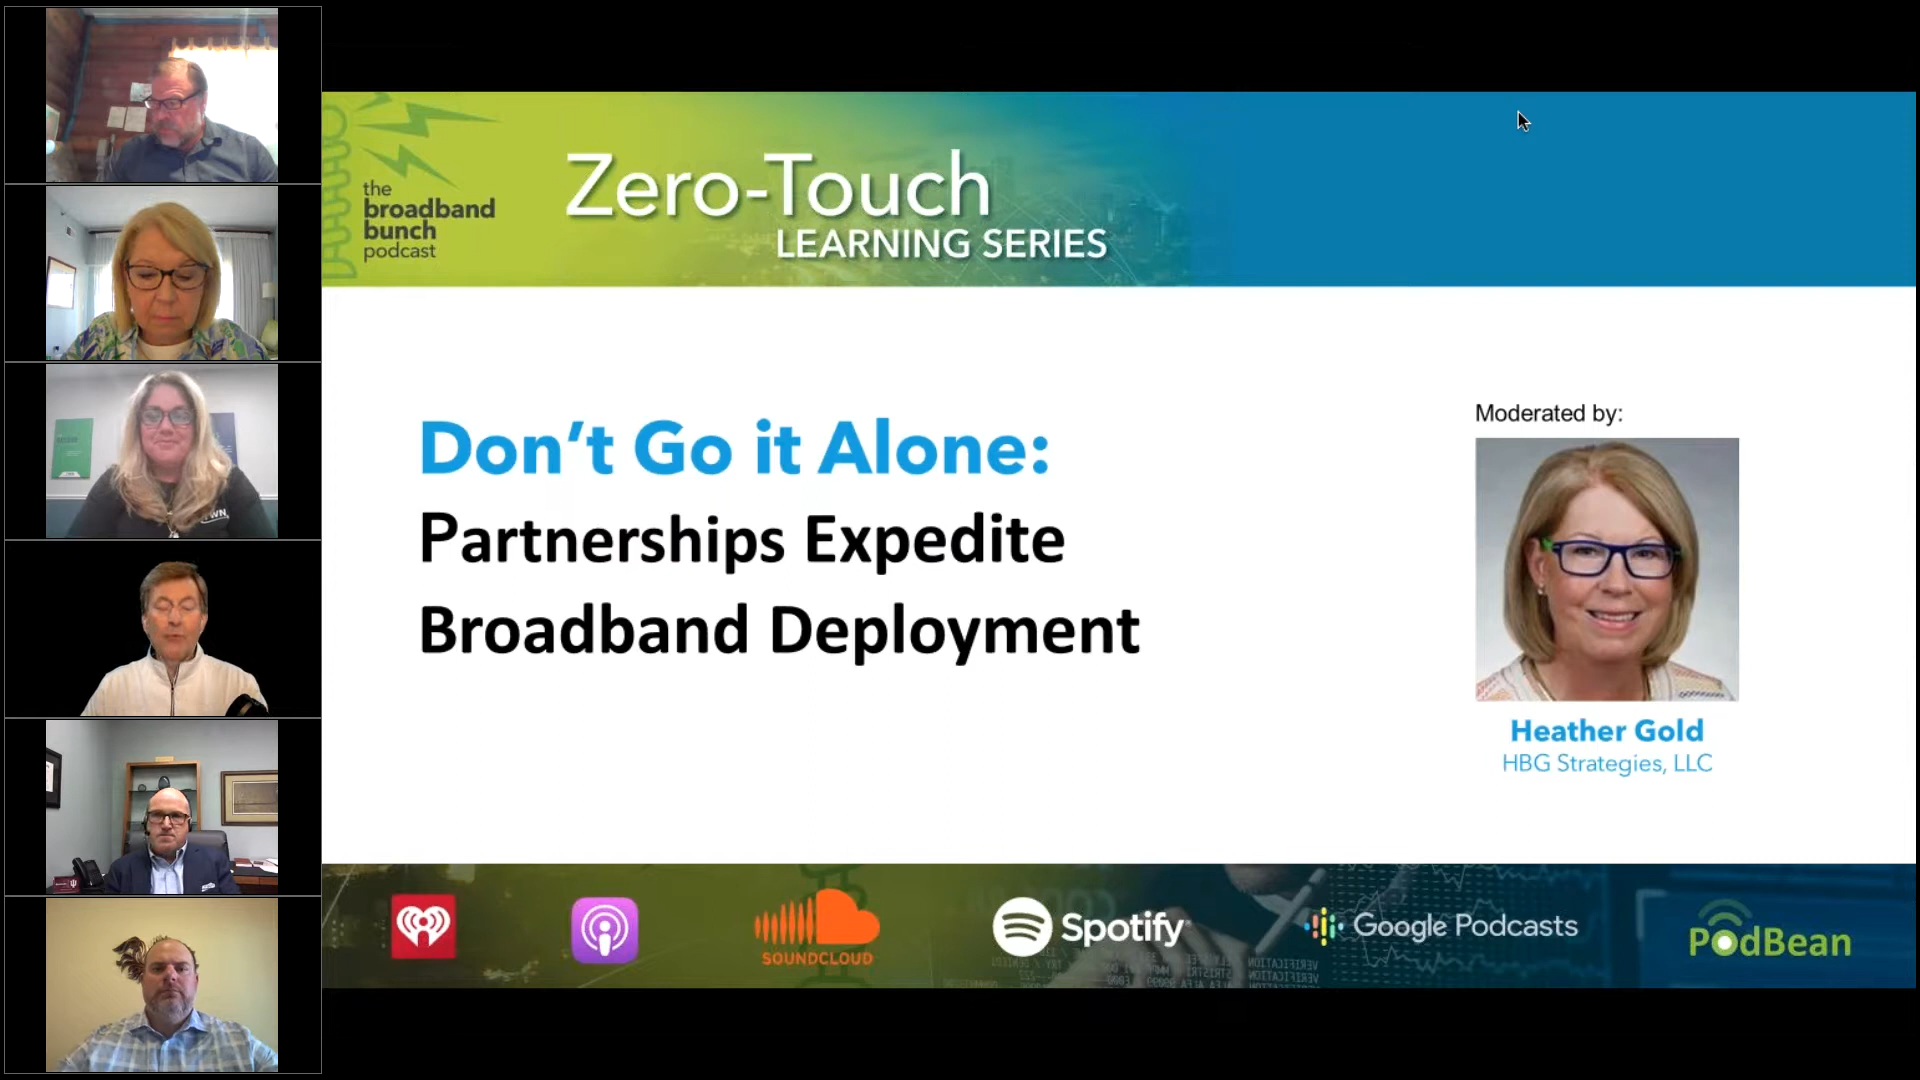 the
broadband
bunch
podcast
Zero-Touch
LEARNING SERIES
Don't Go it Alone:
Partnerships Expedite
Broadband Deployment
Moderated by:
Heather Gold
HBG Strategies, LLC
SOUNDCLOUD
Spotify
Google Podcasts
PodBean